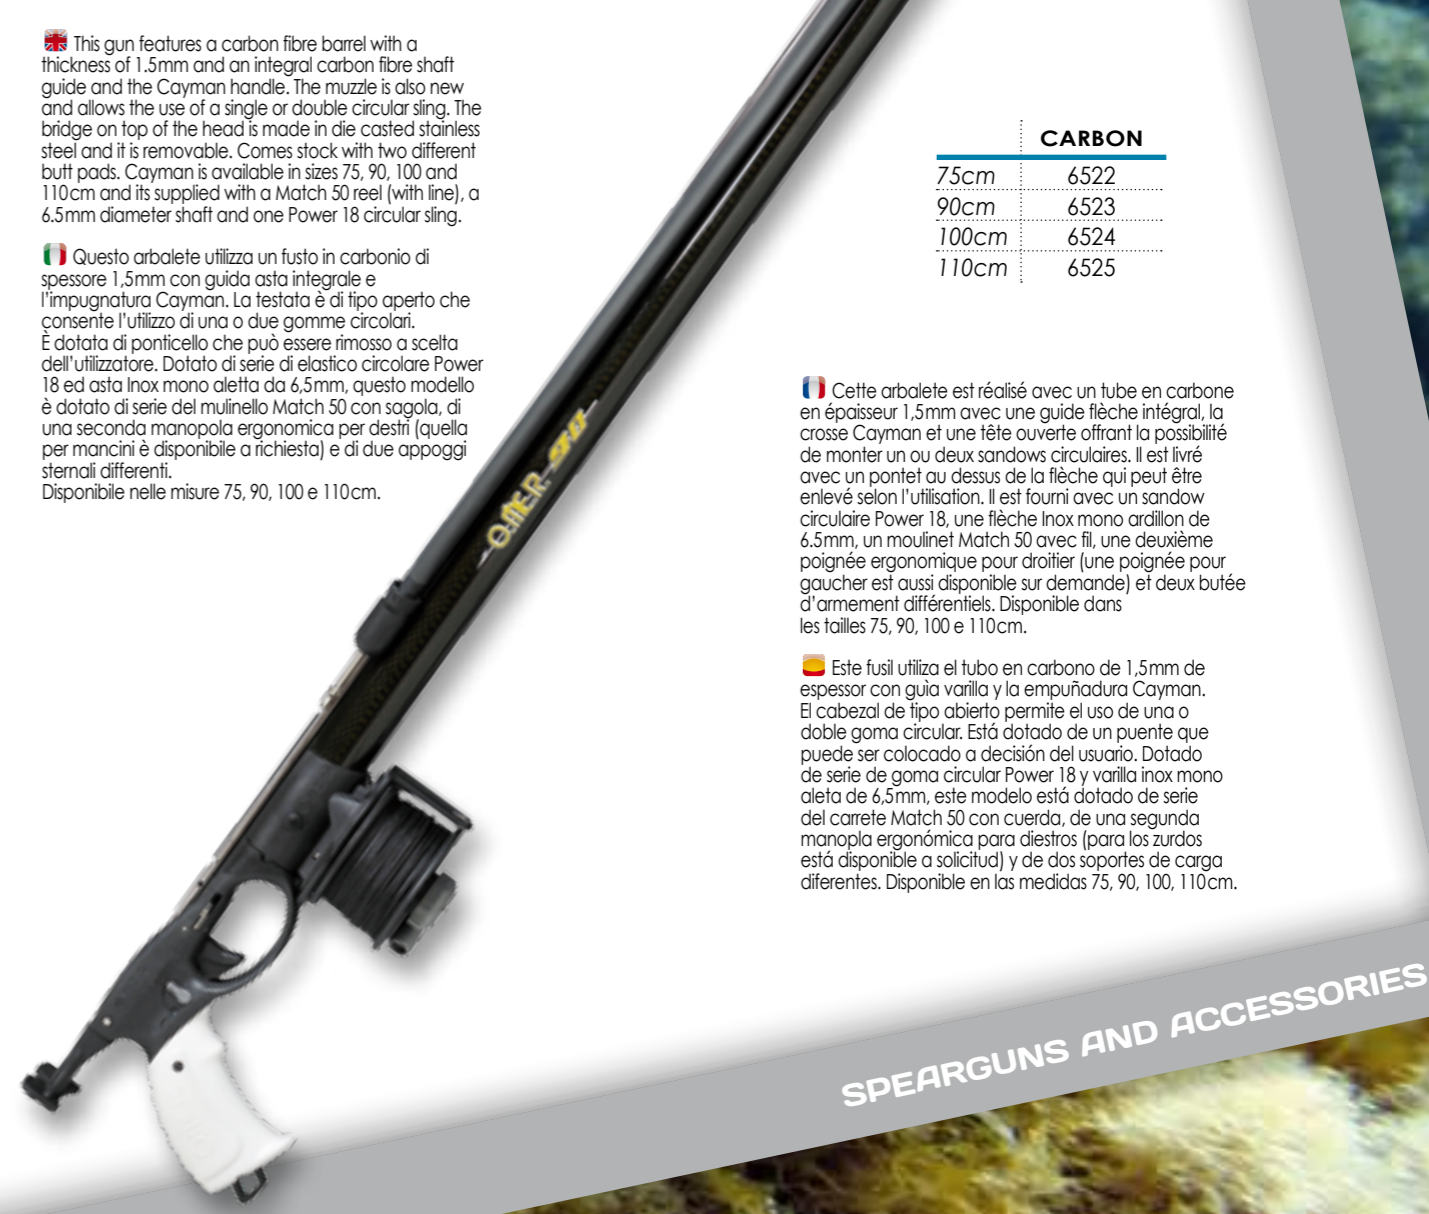 This gun features a carbon fibre barrel with a
thickness of 1.5mm and an integral carbon fibre shaft
guide and the Cayman handle. The muzzle is also new
and allows the use of a single or double circular sling. The
bridge on top of the head is made in die casted stainless
steel and it is removable. Comes stock with two different
butt pads. Cayman is available in sizes 75, 90, 100 and
110cm and its supplied with a Match 50 reel (with line), a
6.5mm diameter shaft and one Power 18 circular sling.
Questo arbalete utilizza un fusto in carbonio di
spessore 1,5mm con guida asta integrale e
l'impugnatura Cayman. La testata è di tipo aperto che
consente l'utilizzo di una o due gomme circolari.
È dotata di ponticello che può essere rimosso a scelta
dell'utilizzatore. Dotato di serie di elastico circolare Power
18 ed asta Inox mono aletta da 6,5mm, questo modello
è dotato di serie del mulinello Match 50 con sagola, di
una seconda manopola ergonomica per destri (quella
per mancini è disponibile a richiesta) e di due appoggi
sternali differenti.
Disponibile nelle misure 75, 90, 100 e 110cm.
O.ME.R.
CARBON
75cm 6522
90cm 6523
100cm 6524
110cm 6525
Cette arbalete est réalisé avec un tube en carbone
en épaisseur 1,5mm avec une guide flèche intégral, la
crosse Cayman et une tête ouverte offrant la possibilité
de monter un ou deux sandows circulaires. Il est livré
avec un pontet au dessus de la flèche qui peut être
enlevé selon l'utilisation. Il est fourni avec un sandow
circulaire Power 18, une flèche Inox mono ardillon de
6.5mm, un moulinet Match 50 avec fil, une deuxième
poignée ergonomique pour droitier (une poignée pour
gaucher est aussi disponible sur demande) et deux butée
d'armement différentiels. Disponible dans
les tailles 75, 90, 100 e 110cm.
Este fusil utiliza el tubo en carbono de 1,5mm de
espessor con guìa varilla y la empuñadura Cayman.
El cabezal de tipo abierto permite el uso de una o
doble goma circular. Está dotado de un puente que
puede ser colocado a decisión del usuario. Dotado
de serie de goma circular Power 18 y varilla inox mono
aleta de 6,5mm, este modelo está dotado de serie
del carrete Match 50 con cuerda, de una segunda
manopla ergonómica para diestros (para los zurdos
está disponible a solicitud) y de dos soportes de carga
diferentes. Disponible en las medidas 75, 90, 100, 110cm.
SPEARGUNS AND ACCESSORIES